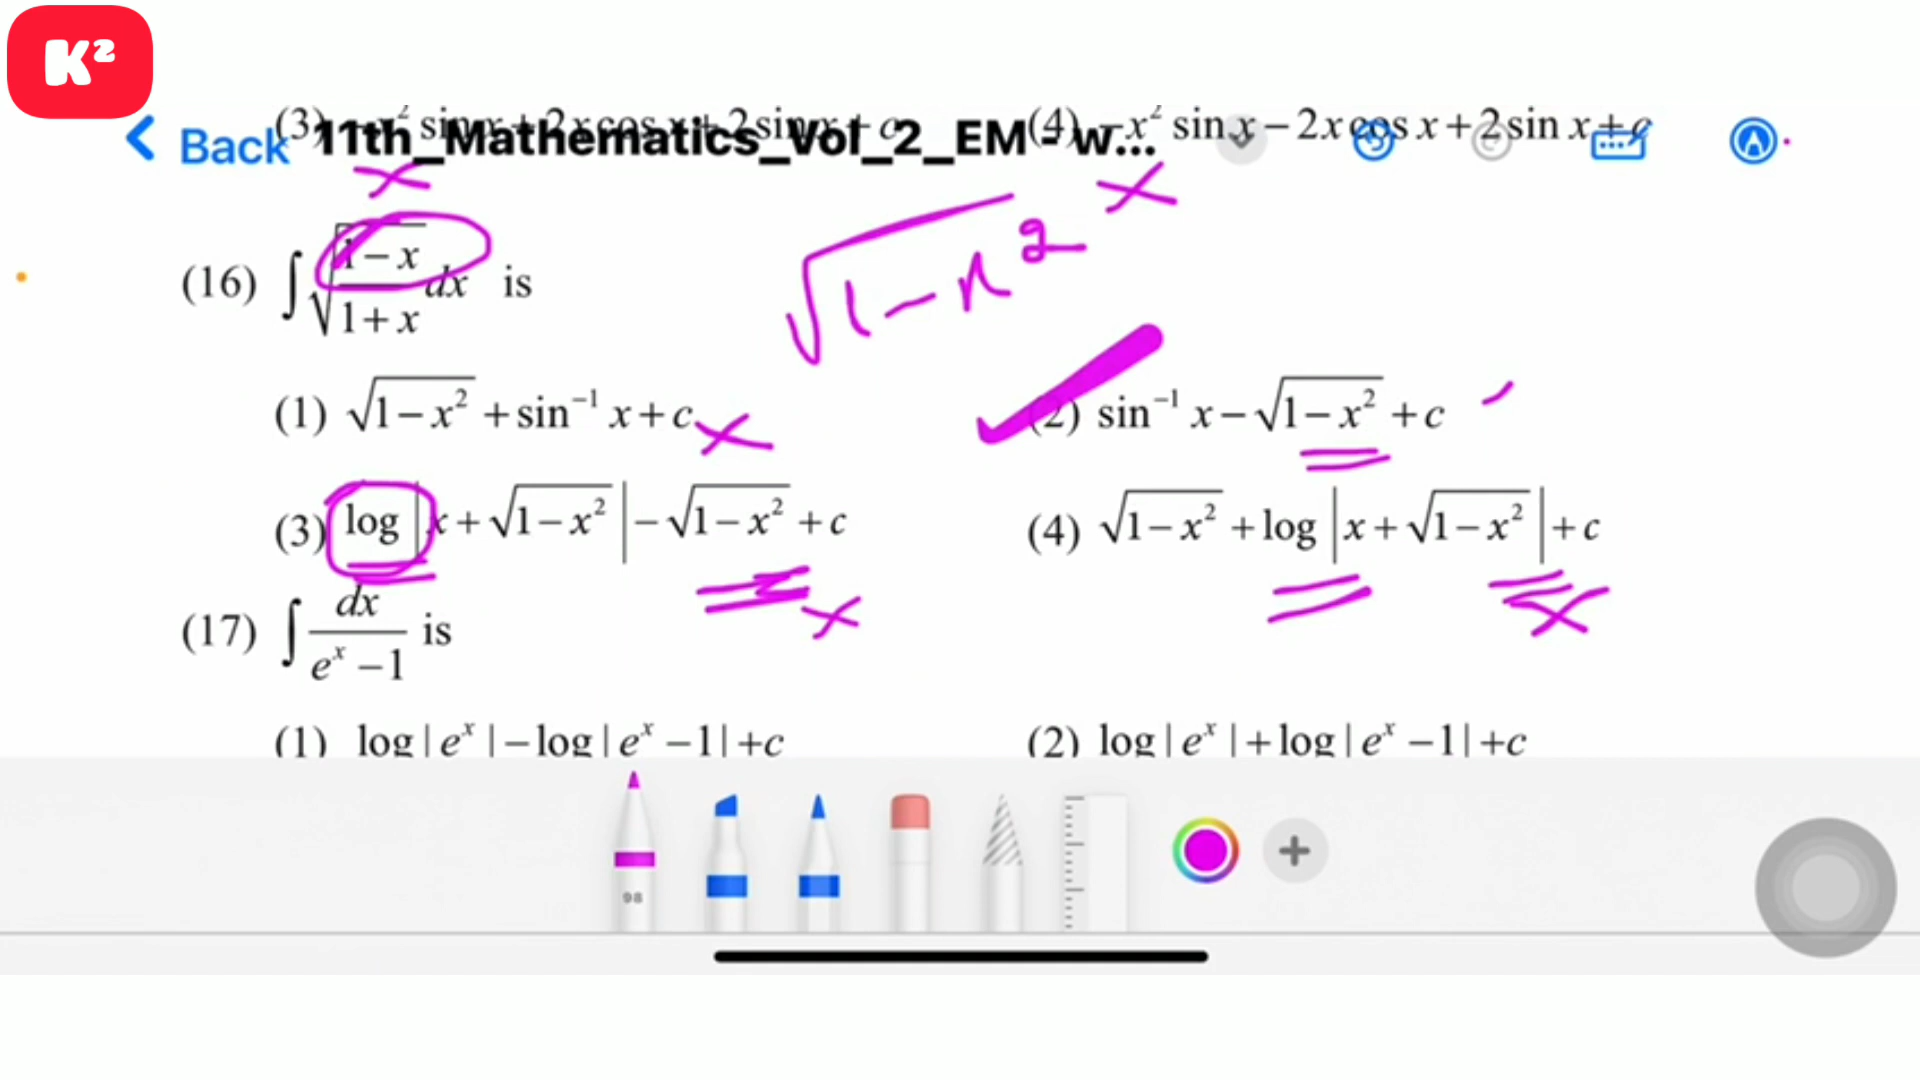 K²
Back 11th_Mathematics_Vol_2_EM - w...
(3) x² sin x + 2x cos x + 2 sin x + c (4) −x² sin x − 2x cos x + 2 sin x + c
√1−x²
(16) ∫ √(1−x / 1+x) dx is
(1) √1−x² + sin⁻¹ x + c (2) sin⁻¹ x − √1−x² + c
(3) log | x + √1−x² | − √1−x² + c (4) √1−x² + log | x + √1−x² | + c
(17) ∫ dx / eˣ −1 is
(1) log | eˣ | − log | eˣ −1 | +c (2) log | eˣ | + log | eˣ −1 | +c
98